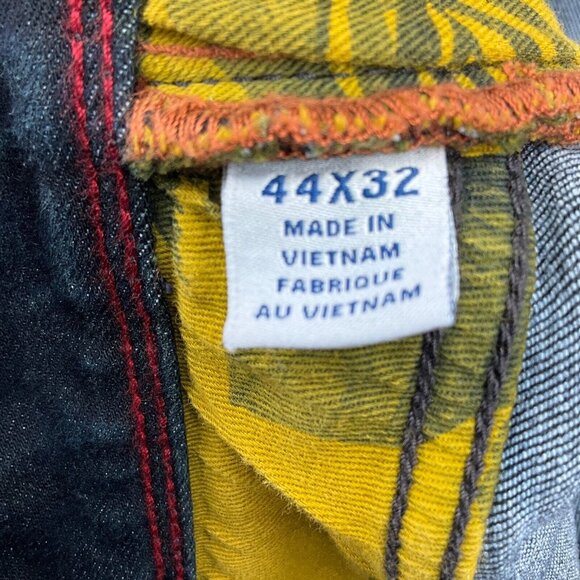 44X32
MADE IN
VIETNAM
FABRIQUE
AU VIETNAM